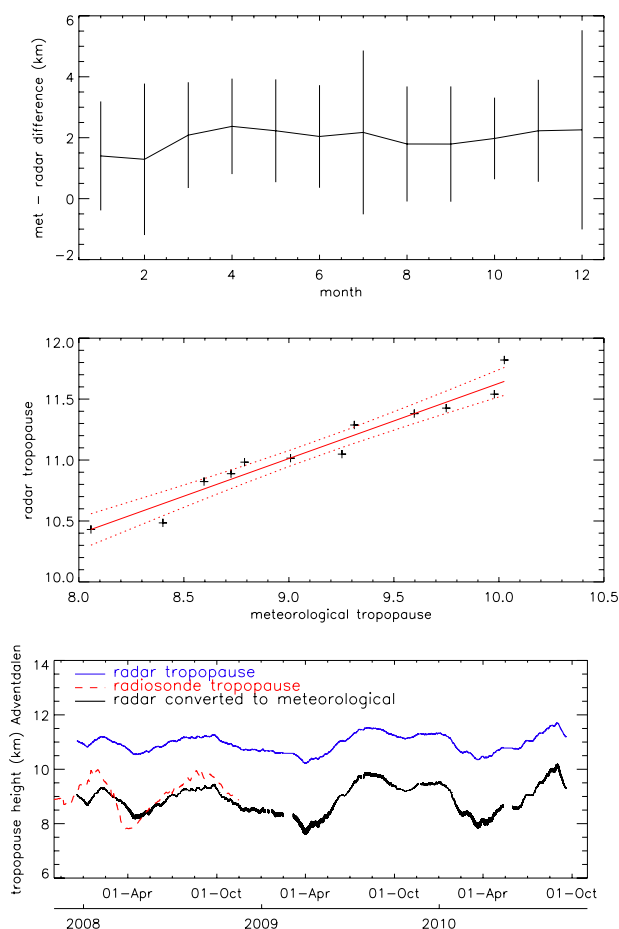 met – radar difference (km)
6
4
2
0
–2
2
4
6
8
10
12
month
radar tropopause
12.0
11.5
11.0
10.5
10.0
8.0
8.5
9.0
9.5
10.0
10.5
meteorological tropopause
tropopause height (km) Adventdalen
14
12
10
8
6
radar tropopause
radiosonde tropopause
radar converted to meteorological
01–Apr
01–Oct
01–Apr
01–Oct
01–Apr
01–Oct
2008
2009
2010